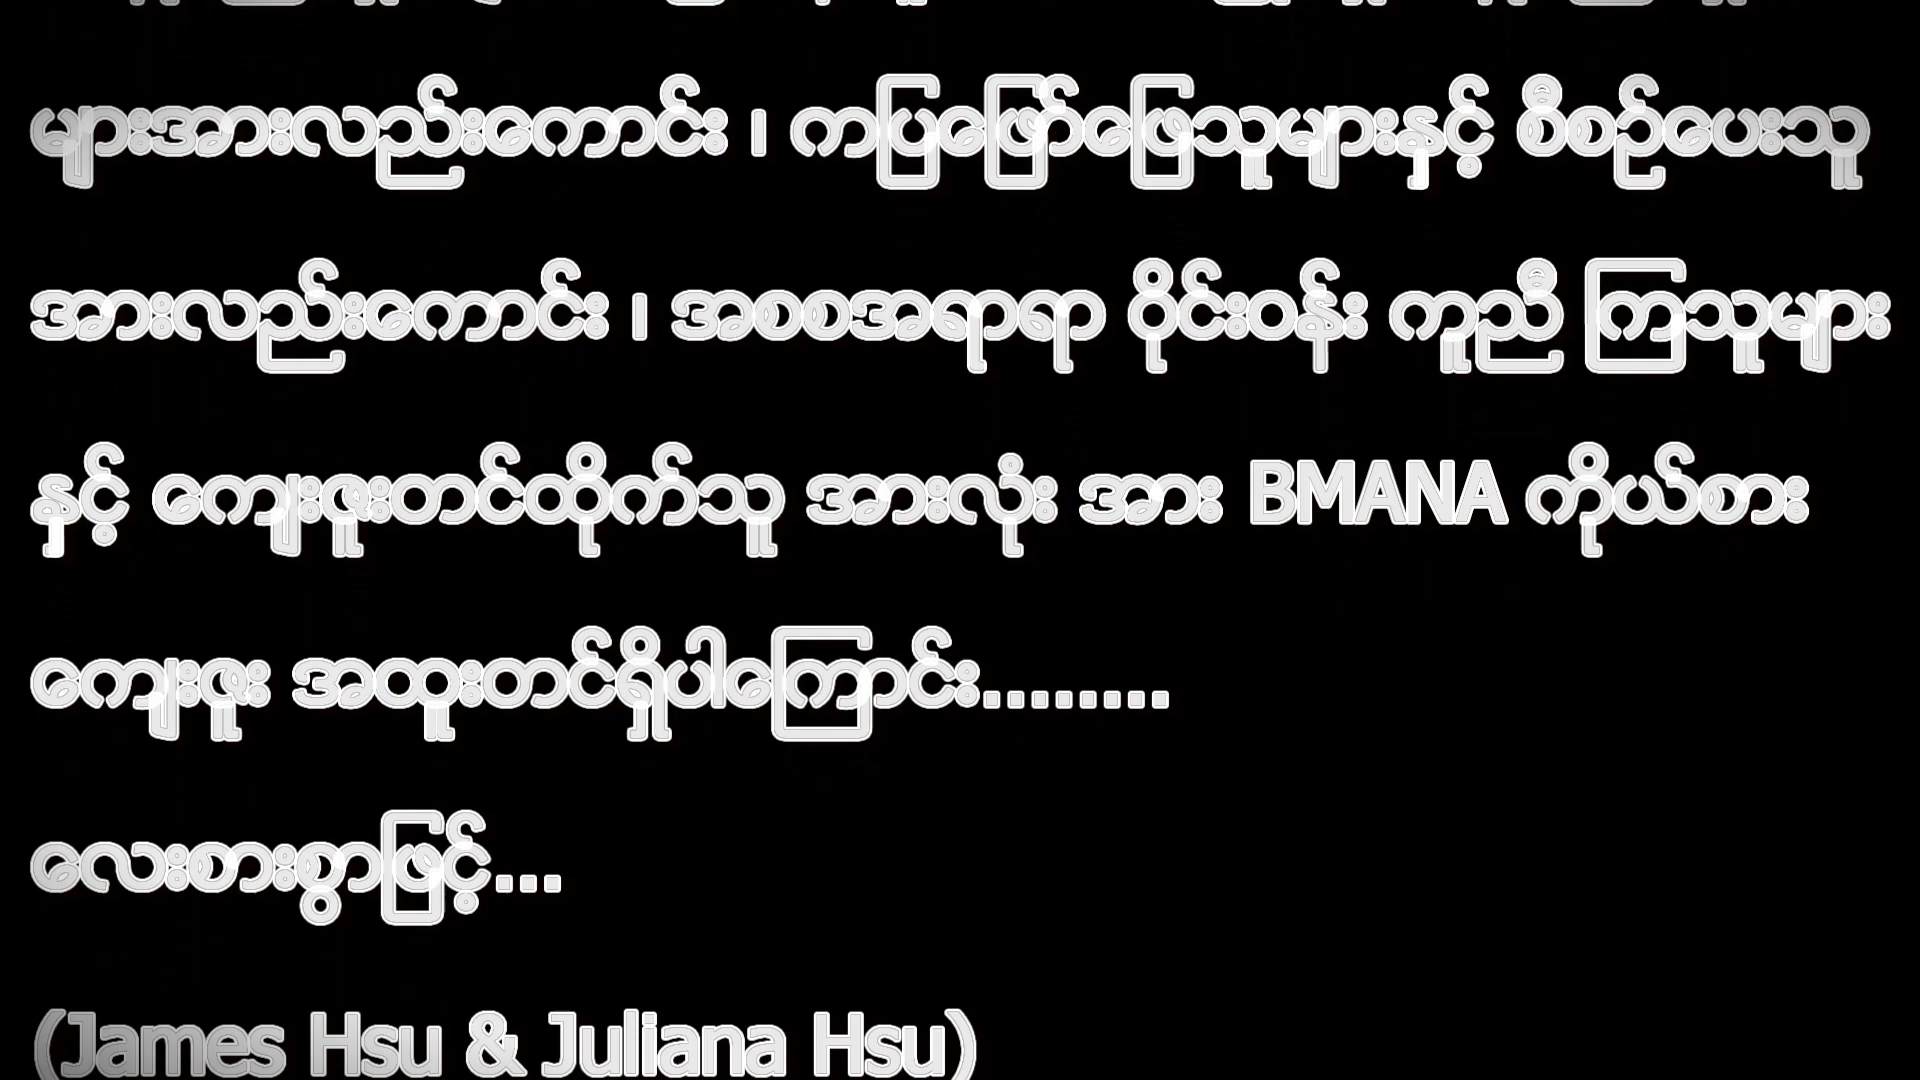 များအားလည်းကောင်း ၊ ကပြဖျော်ဖြေသူများနှင့် စီစဉ်ပေးသူ
အားလည်းကောင်း ၊ အစစအရာရာ ဝိုင်းဝန်း ကူညီ ကြသူများ
နှင့် ကျေးဇူးတင်ထိုက်သူ အားလုံး အား BMANA ကိုယ်စား
ကျေးဇူး အထူးတင်ရှိပါကြောင်း........
လေးစားစွာဖြင့်...
(James Hsu & Juliana Hsu)